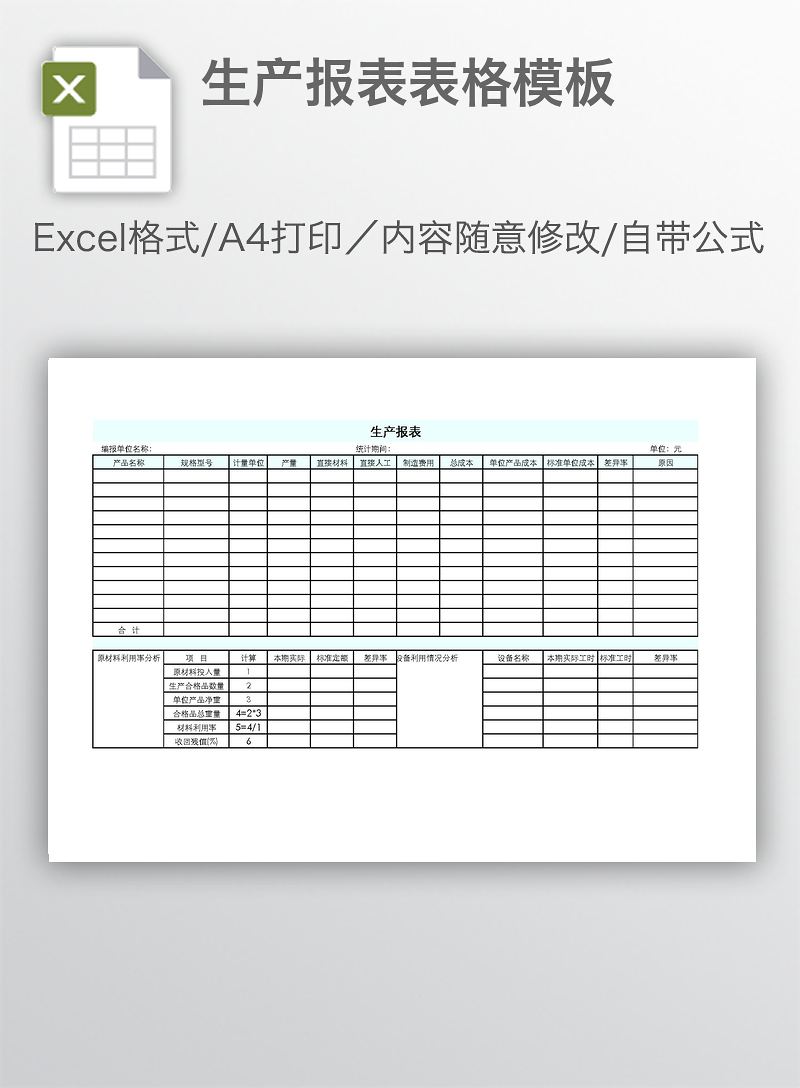 X
生产报表表格模板
Excel格式/A4打印／内容随意修改/自带公式
生产报表
编报单位名称： 统计期间： 单位：元
产品名称 规格型号 计量单位 产量 直接材料 直接人工 制造费用 总成本 单位产品成本 标准单位成本 差异率 原因
合 计
原材料利用率分析 项 目 计算 本期实际 标准定额 差异率 设备利用情况分析 设备名称 本期实际工时 标准工时 差异率
原材料投入量 1
生产合格品数量 2
单位产品净重 3
合格品总重量 4=2*3
材料利用率 5=4/1
收回残值(%) 6